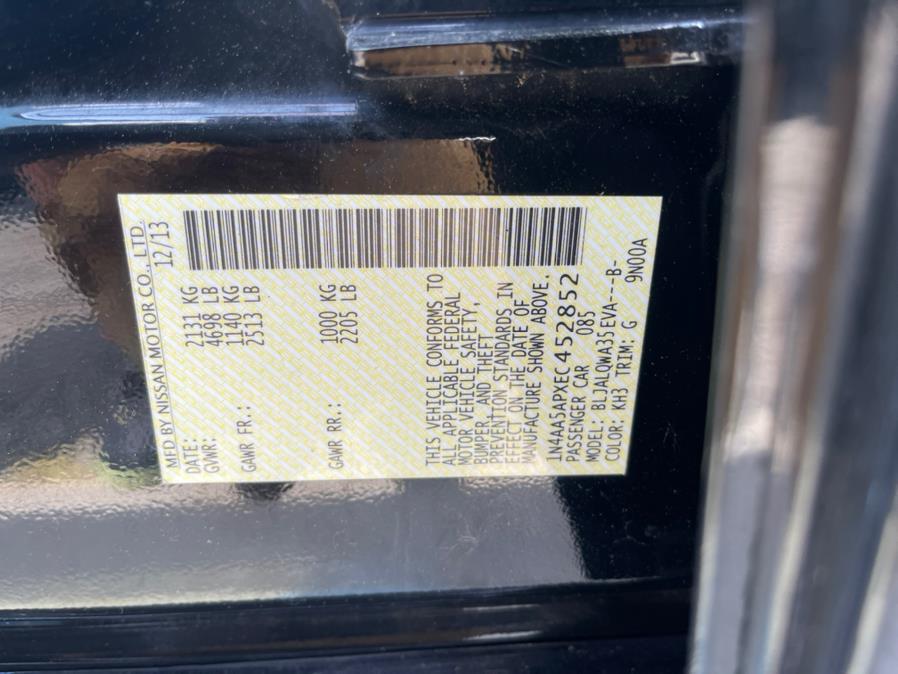 MFD BY NISSAN MOTOR CO., LTD.
DATE: 12/13
GVWR: 2131 KG
4698 LB
GAWR FR.: 1140 KG
2513 LB
GAWR RR.: 1000 KG
2205 LB
THIS VEHICLE CONFORMS TO
ALL APPLICABLE FEDERAL
MOTOR VEHICLE SAFETY,
BUMPER, AND THEFT
PREVENTION STANDARDS IN
EFFECT ON THE DATE OF
MANUFACTURE SHOWN ABOVE.
1N4AA5APXEC452852
PASSENGER CAR 085
MODEL: BLJALQWA35EVA---B-
COLOR: KH3 TRIM: G 9N00A